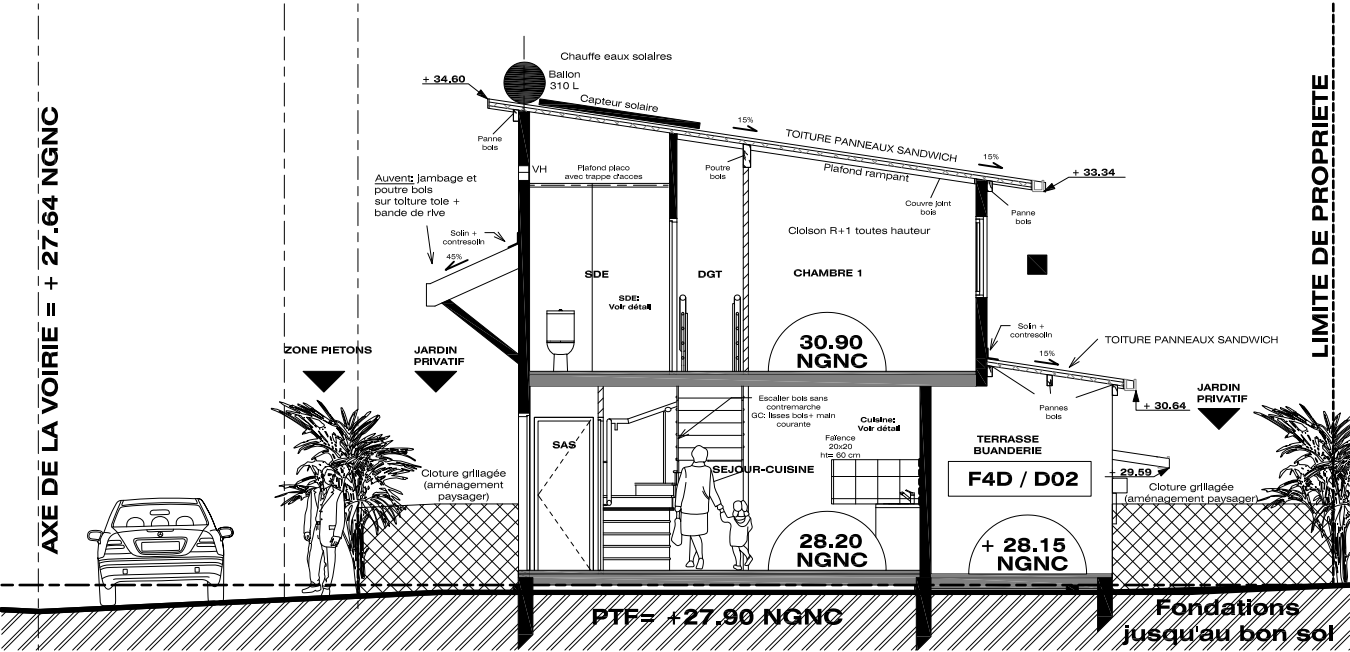 Chauffe eaux solaires
Ballon
310 L
+ 34.60
Capteur solaire
15%
TOITURE PANNEAUX SANDWICH
15%
Panne
bois
VH
Plafond placo
avec trappe d'acces
Poutre
bois
Plafond rampant
+ 33.34
Couvre joint
bois
Panne
bois
Auvent: jambage et
poutre bois
sur toiture tole +
bande de rive
Solin +
contresolin
45%
Cloison R+1 toutes hauteur
SDE
DGT
CHAMBRE 1
SDE:
Voir détail
30.90
NGNC
Solin +
contresolin
15%
TOITURE PANNEAUX SANDWICH
ZONE PIETONS
JARDIN
PRIVATIF
JARDIN
PRIVATIF
+ 30.64
Pannes
bois
Escalier bois sans
contremarche
GC: lisses bois+ main
courante
Cuisine:
Voir détail
Faïence
20x20
ht= 60 cm
SAS
SEJOUR-CUISINE
TERRASSE
BUANDERIE
F4D / D02
+ 29.59
Cloture grillagée
(aménagement
paysager)
Cloture grillagée
(aménagement paysager)
28.20
NGNC
+ 28.15
NGNC
PTF= +27.90 NGNC
Fondations
jusqu'au bon sol
AXE DE LA VOIRIE = + 27.64 NGNC
LIMITE DE PROPRIETE